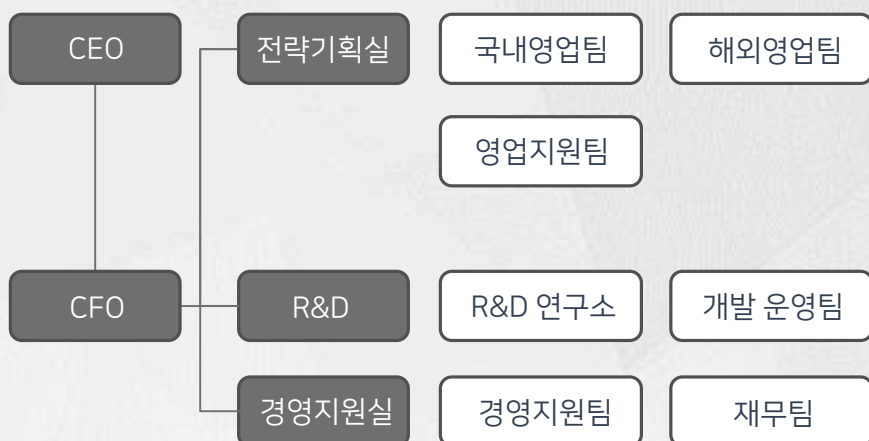 CEO
전략기획실
국내영업팀
해외영업팀
영업지원팀
CFO
R&D
R&D 연구소
개발 운영팀
경영지원실
경영지원팀
재무팀